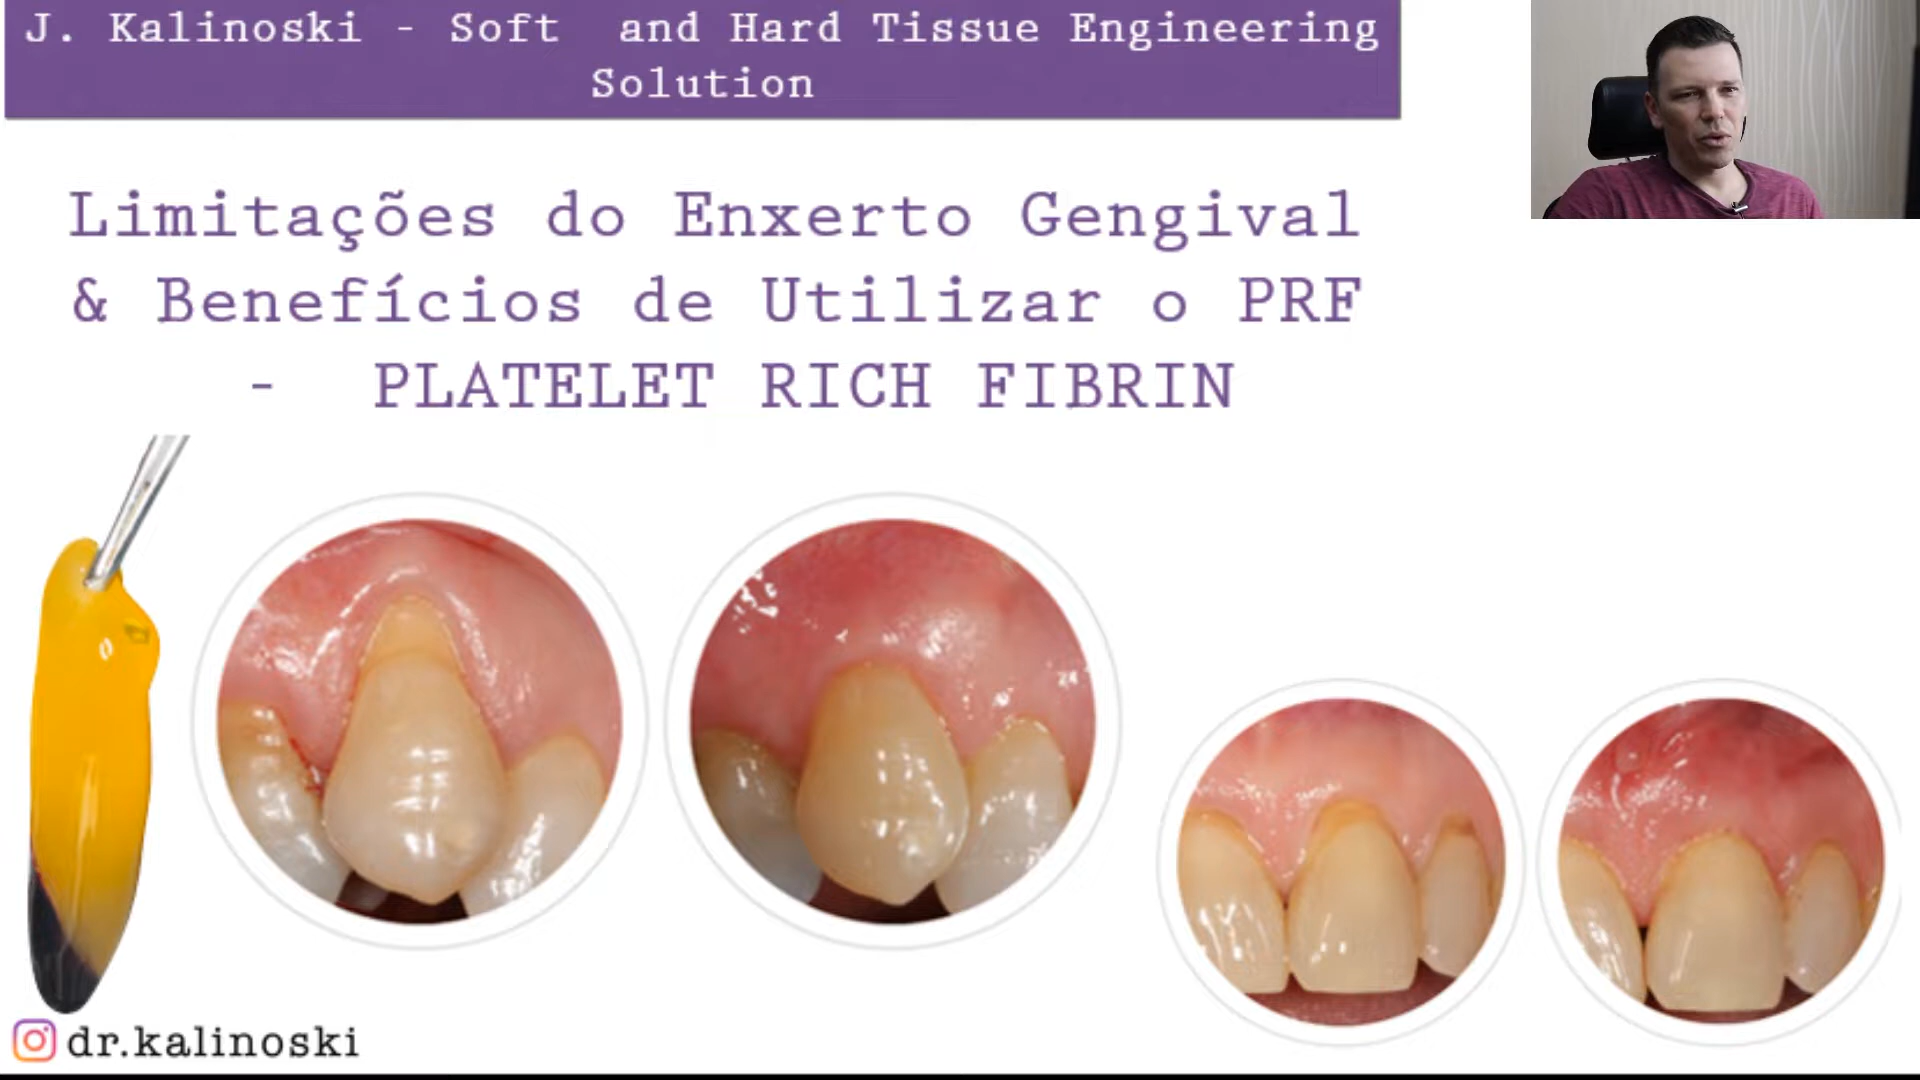 J. Kalinoski - Soft and Hard Tissue Engineering
Solution
Limitações do Enxerto Gengival
& Benefícios de Utilizar o PRF
- PLATELET RICH FIBRIN
dr.kalinoski